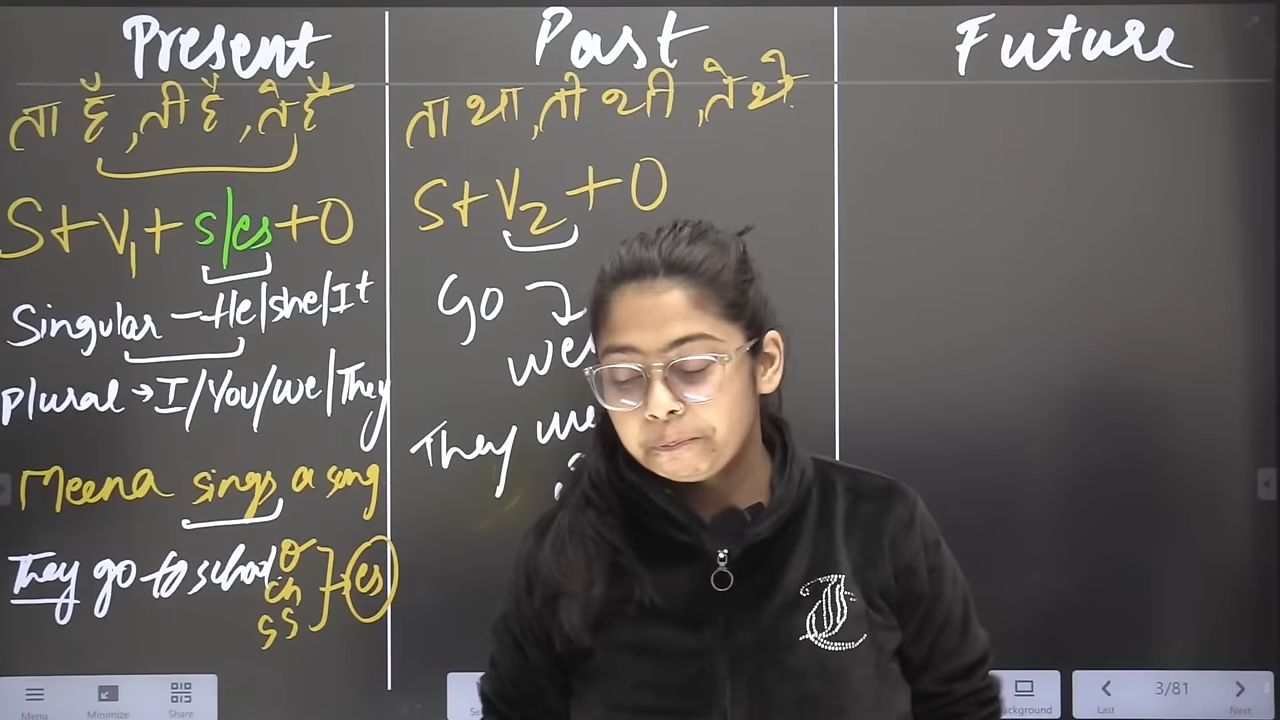 Present
ता है, ती है, ते हैं
S+V1+ s/es +O
Singular – He/she/It
Plural → I/You/we/They
Meena sings a song
They go to school.
o
ch
ss
es
Past
ता था, ती थी, ते थे
S+V2+O
Go
They
Future
Menu
Minimize
Share
3/81
Last
Next